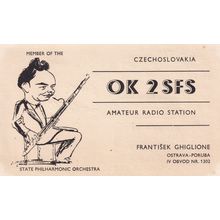 MEMBER OF THE
CZECHOSLOVAKIA
OK 2SFS
AMATEUR RADIO STATION
FRANTIŠEK GHIGLIONE
OSTRAVA-PORUBA
IV OBVOD NR. 1302
STATE PHILHARMONIC ORCHESTRA